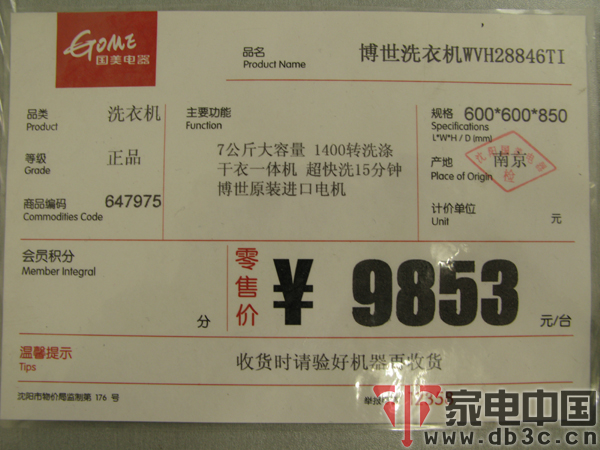 GOME
国美电器
品名 博世洗衣机WVH28846TI
Product Name
品类 洗衣机
Product
主要功能
Function
规格 600*600*850
Specifications
L*W*H / D (mm)
7公斤大容量 1400转洗涤
干衣一体机 超快洗15分钟
博世原装进口电机
等级 正品
Grade
产地 南京
Place of Origin
检
商品编码 647975
Commodities Code
计价单位 元
Unit
会员积分
Member Integral
分
零售价 ¥ 9853 元/台
温馨提示
Tips
收货时请验好机器再收货
沈阳市物价局监制第 176 号
举报
12358
家电中国
www.db3c.cn